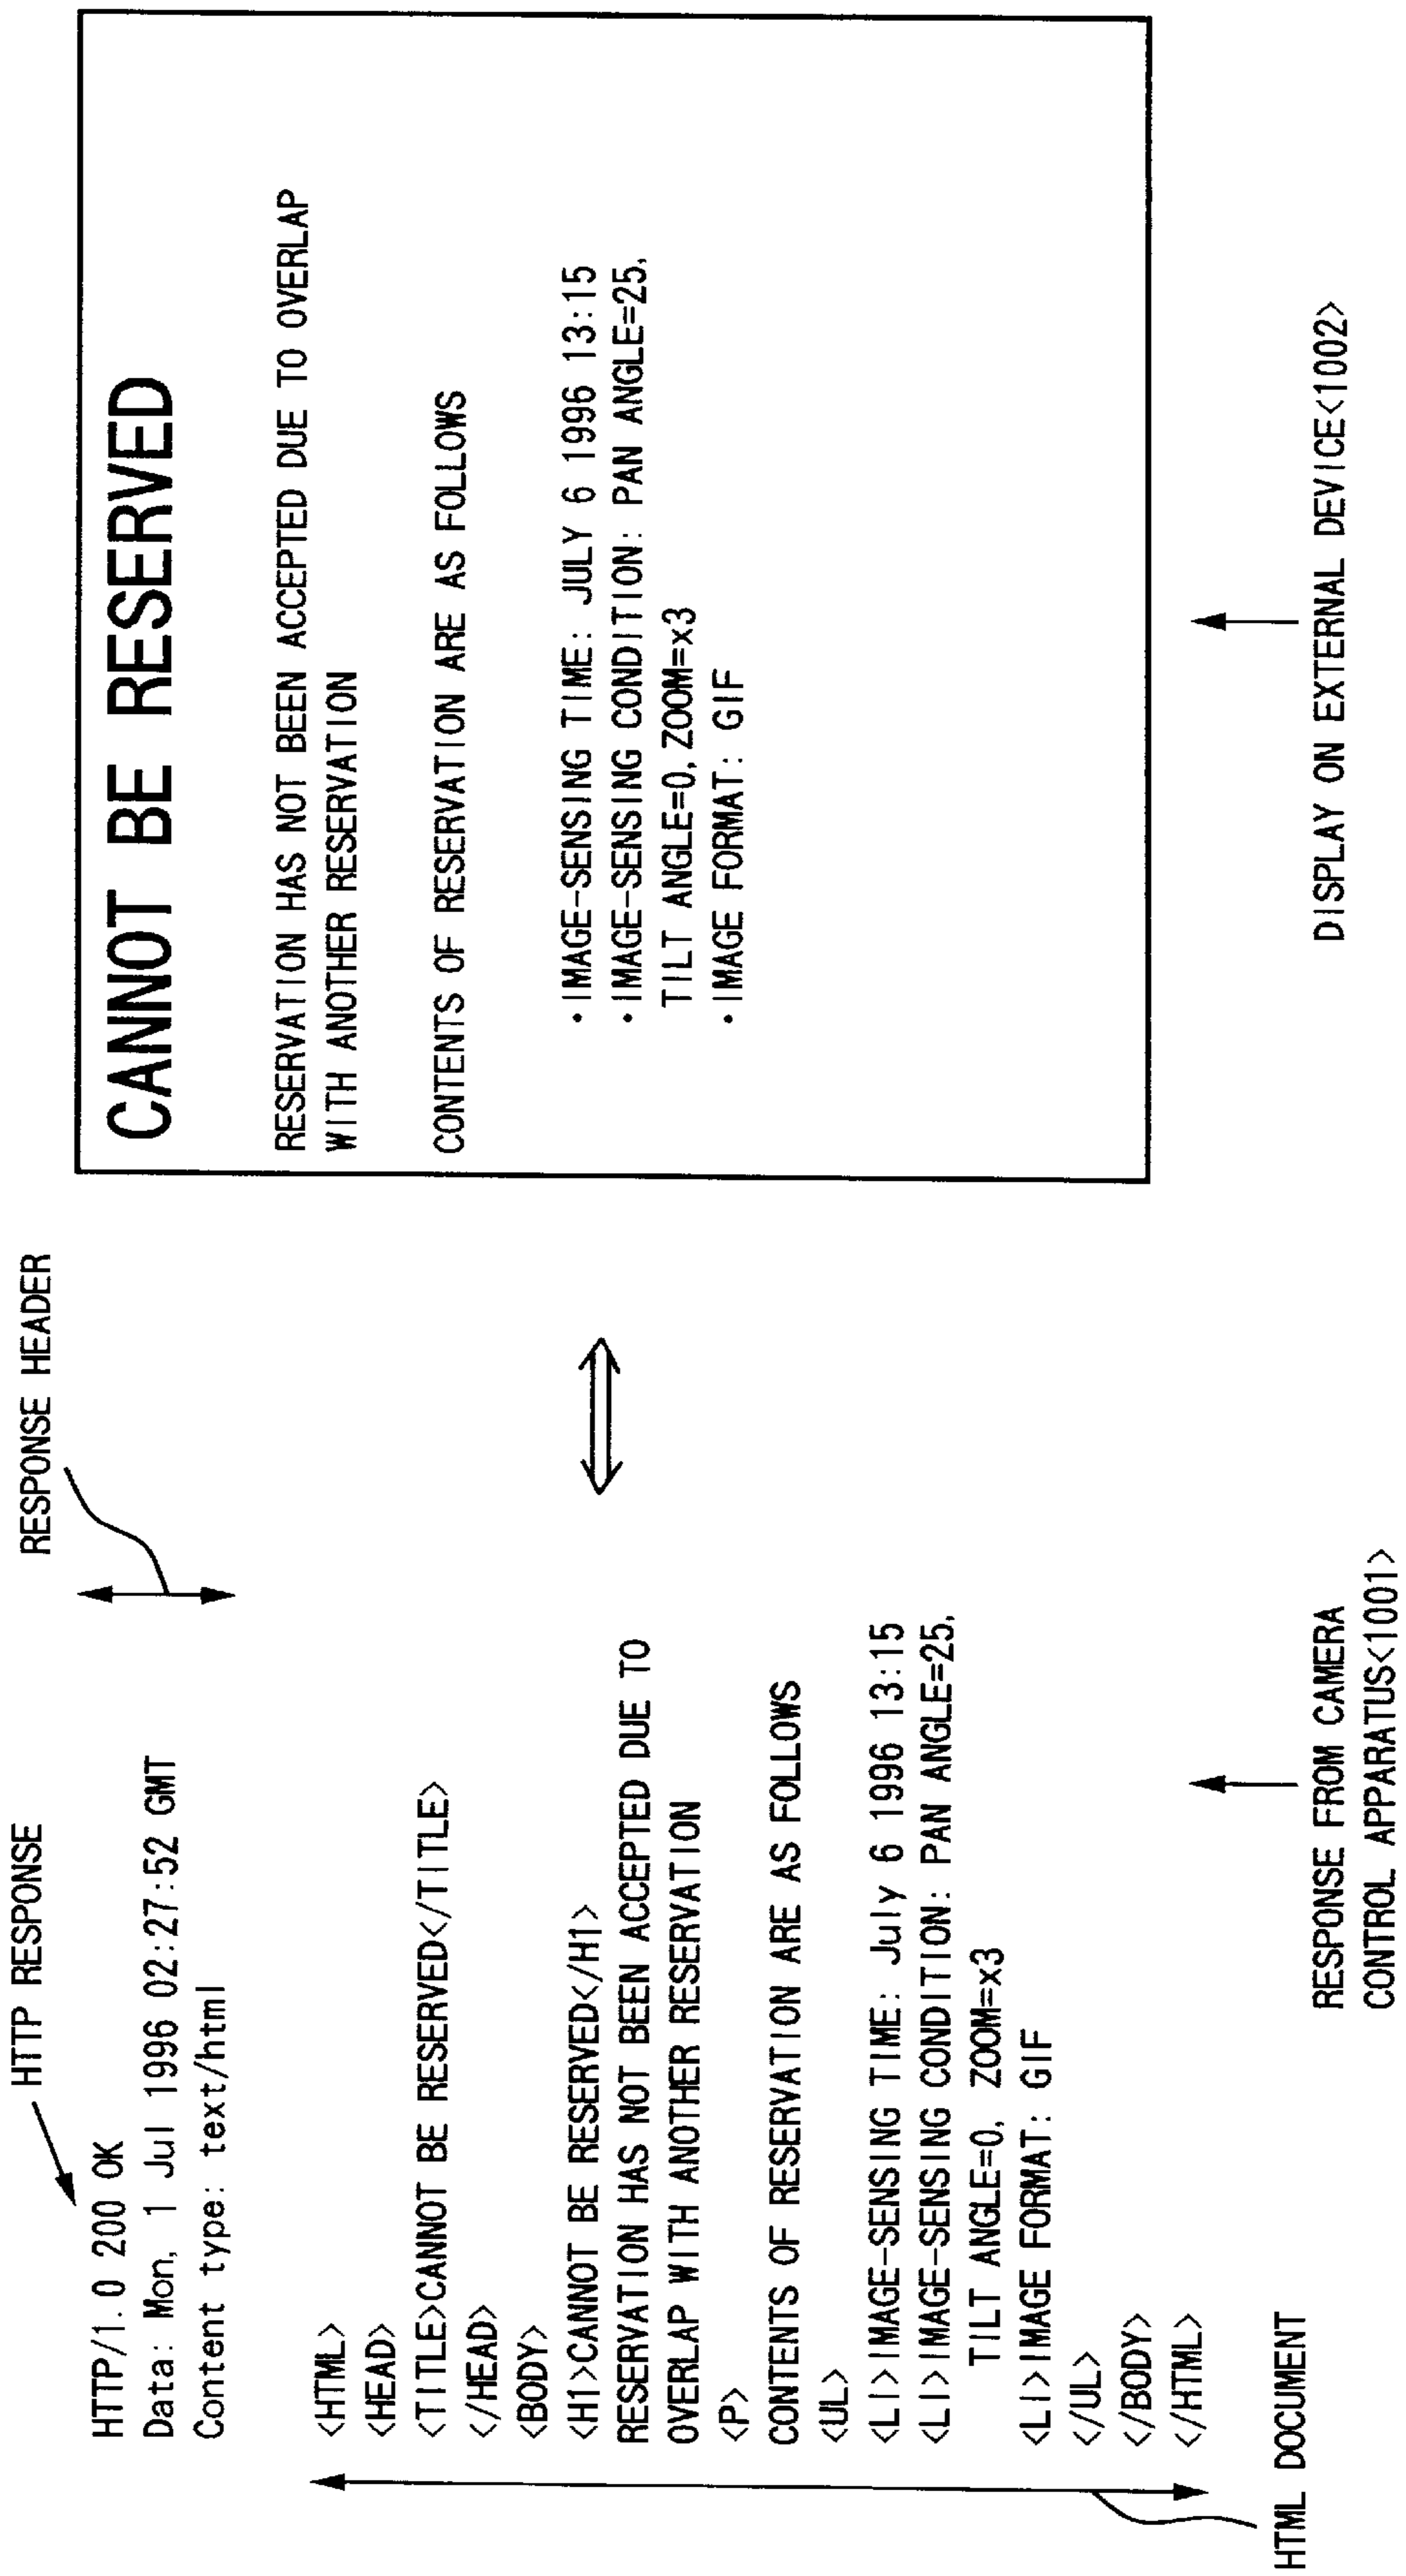 HTTP RESPONSE
RESPONSE HEADER
HTTP/1.0 200 OK
Data: Mon, 1 Jul 1996 02:27:52 GMT
Content type: text/html
<HTML>
<HEAD>
<TITLE>CANNOT BE RESERVED</TITLE>
</HEAD>
<BODY>
<H1>CANNOT BE RESERVED</H1>
RESERVATION HAS NOT BEEN ACCEPTED DUE TO
OVERLAP WITH ANOTHER RESERVATION
<P>
CONTENTS OF RESERVATION ARE AS FOLLOWS
<UL>
<LI>IMAGE-SENSING TIME: July 6 1996 13:15
<LI>IMAGE-SENSING CONDITION: PAN ANGLE=25,
TILT ANGLE=0, ZOOM=x3
<LI>IMAGE FORMAT: GIF
</UL>
</BODY>
</HTML>
HTML DOCUMENT
RESPONSE FROM CAMERA
CONTROL APPARATUS<1001>
CANNOT BE RESERVED
RESERVATION HAS NOT BEEN ACCEPTED DUE TO OVERLAP
WITH ANOTHER RESERVATION
CONTENTS OF RESERVATION ARE AS FOLLOWS
•IMAGE-SENSING TIME: JULY 6 1996 13:15
•IMAGE-SENSING CONDITION: PAN ANGLE=25,
TILT ANGLE=0, ZOOM=x3
•IMAGE FORMAT: GIF
DISPLAY ON EXTERNAL DEVICE<1002>